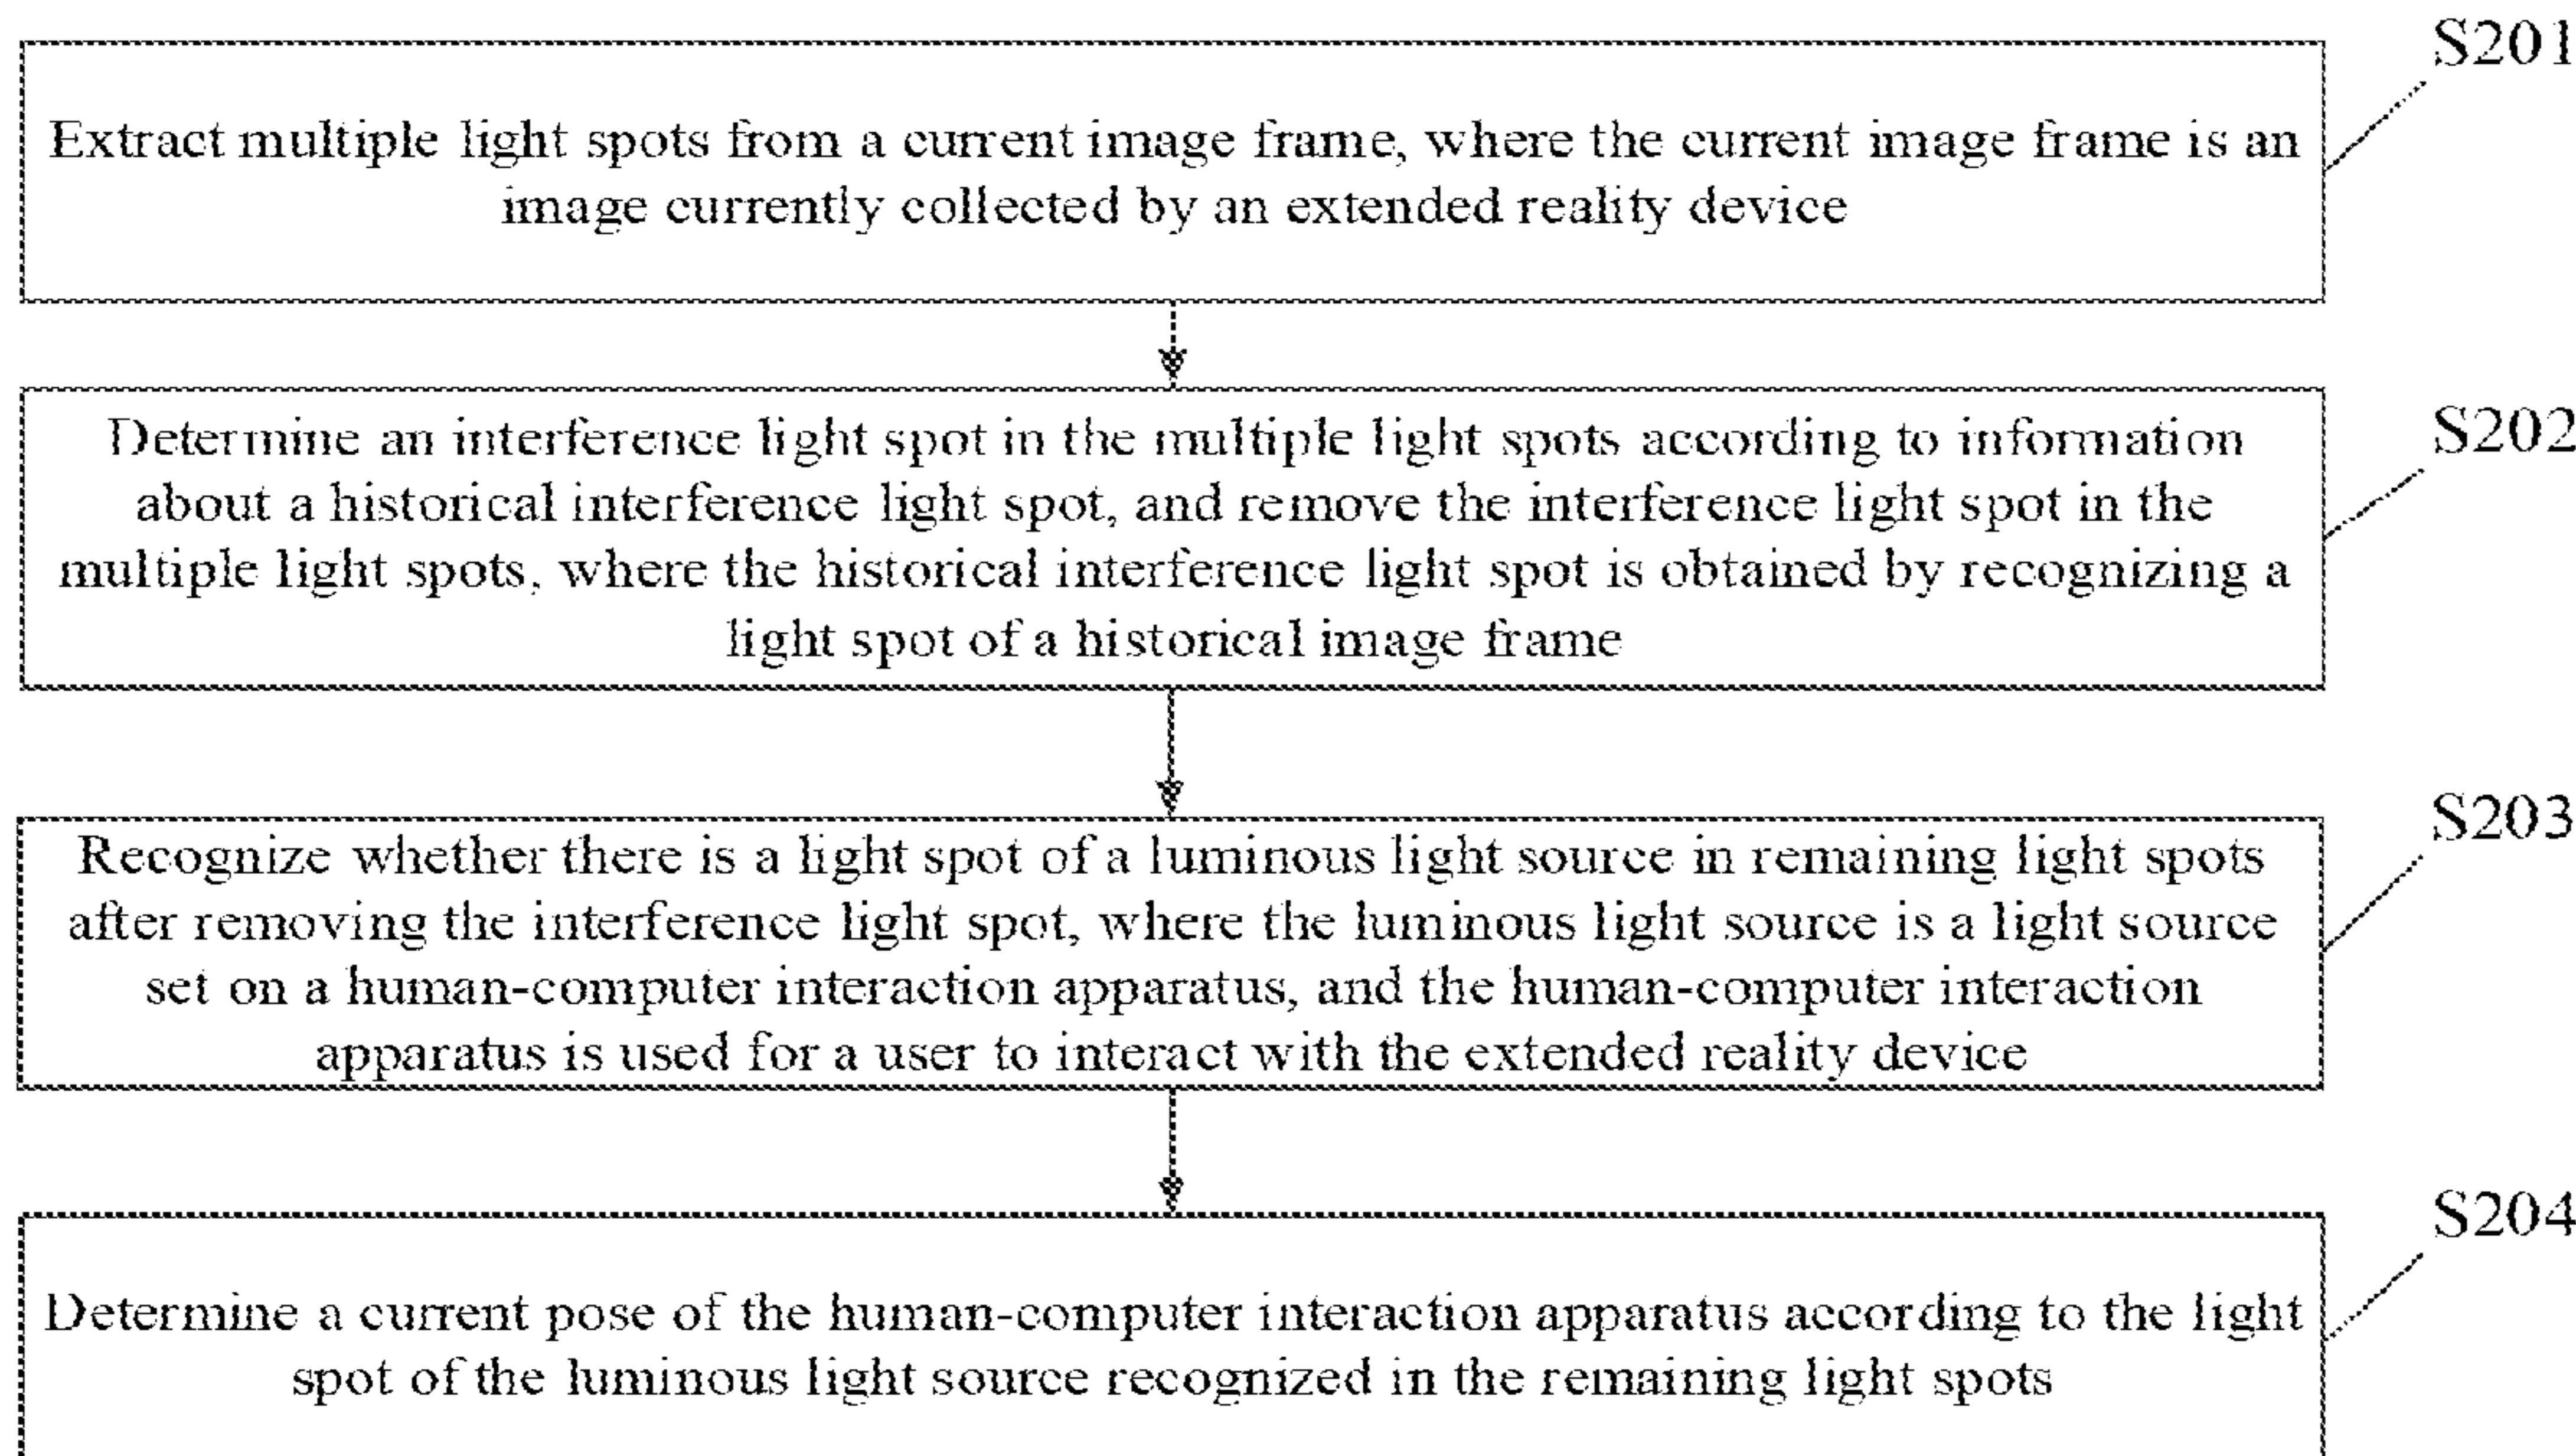 S201
Extract multiple light spots from a current image frame, where the current image frame is an
image currently collected by an extended reality device
S202
Determine an interference light spot in the multiple light spots according to information
about a historical interference light spot, and remove the interference light spot in the
multiple light spots, where the historical interference light spot is obtained by recognizing a
light spot of a historical image frame
S203
Recognize whether there is a light spot of a luminous light source in remaining light spots
after removing the interference light spot, where the luminous light source is a light source
set on a human-computer interaction apparatus, and the human-computer interaction
apparatus is used for a user to interact with the extended reality device
S204
Determine a current pose of the human-computer interaction apparatus according to the light
spot of the luminous light source recognized in the remaining light spots